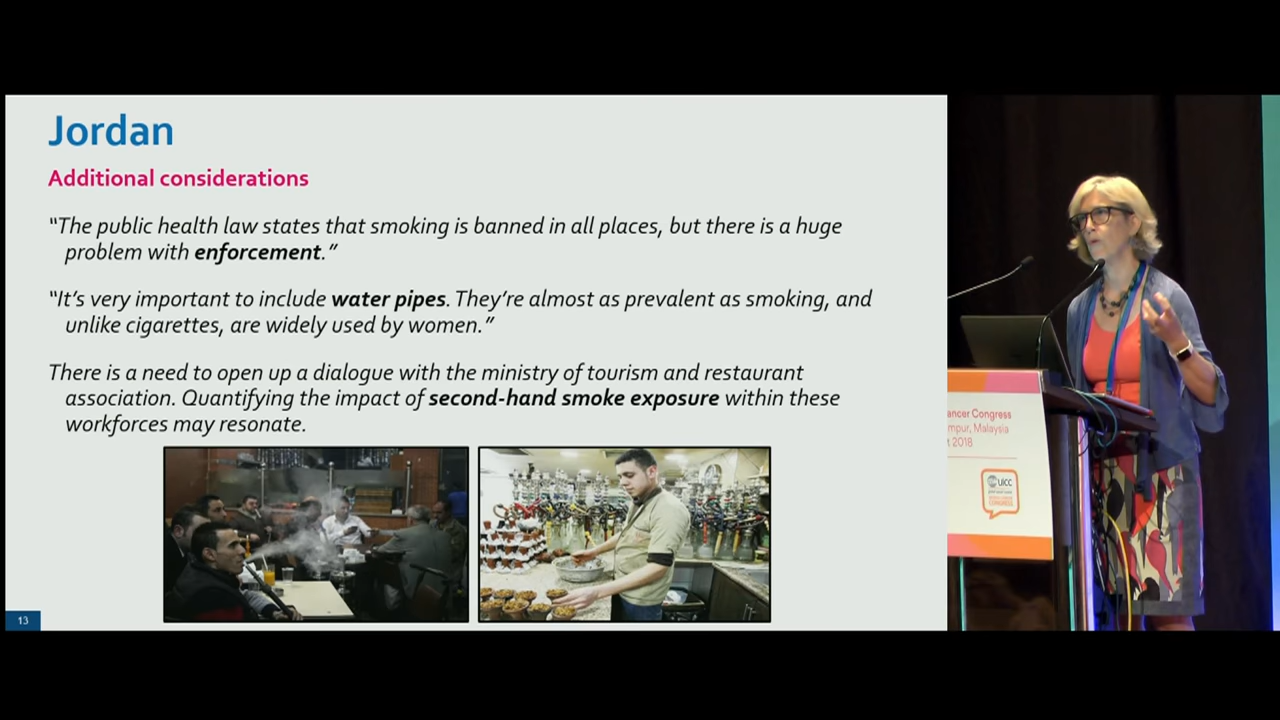 Jordan
Additional considerations
“The public health law states that smoking is banned in all places, but there is a huge
problem with enforcement.”
“It’s very important to include water pipes. They’re almost as prevalent as smoking, and
unlike cigarettes, are widely used by women.”
There is a need to open up a dialogue with the ministry of tourism and restaurant
association. Quantifying the impact of second-hand smoke exposure within these
workforces may resonate.
13
ancer Congress
mpur, Malaysia
t 2018
uicc
CONGRESS